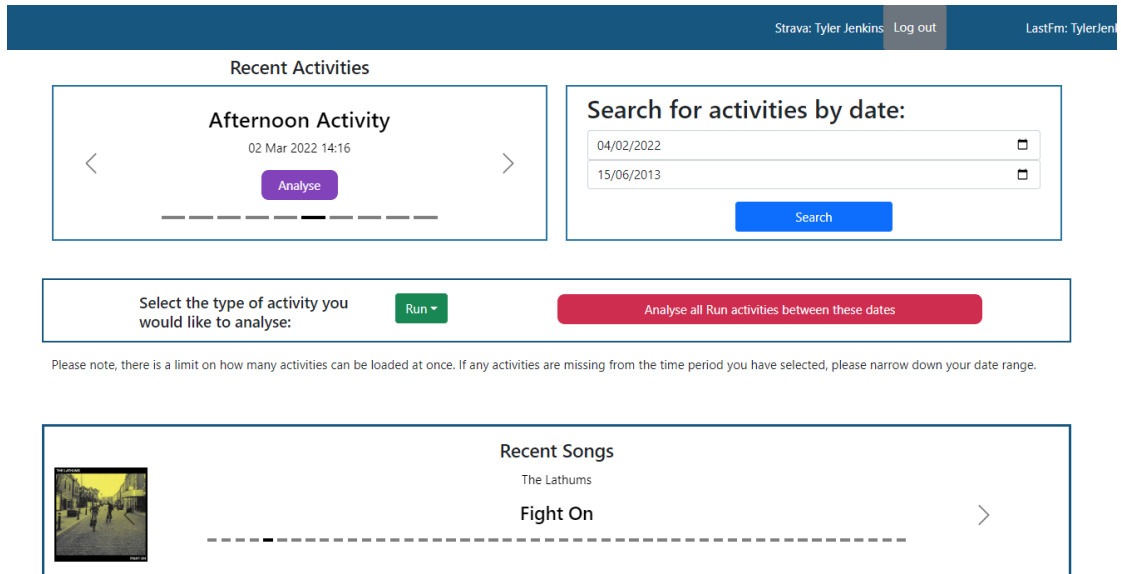 Strava: Tyler Jenkins Log out LastFm: TylerJenk
Recent Activities
Afternoon Activity
02 Mar 2022 14:16
Analyse
Search for activities by date:
04/02/2022
15/06/2013
Search
Select the type of activity you
would like to analyse:
Run
Analyse all Run activities between these dates
Please note, there is a limit on how many activities can be loaded at once. If any activities are missing from the time period you have selected, please narrow down your date range.
Recent Songs
The Lathums
Fight On
THE LATHUMS
FIGHT ON